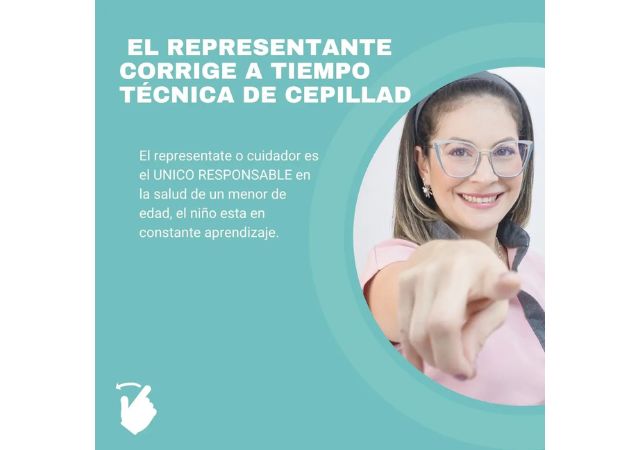 EL REPRESENTANTE
CORRIGE A TIEMPO
TÉCNICA DE CEPILLAD
El representate o cuidador es
el UNICO RESPONSABLE en
la salud de un menor de
edad, el niño esta en
constante aprendizaje.